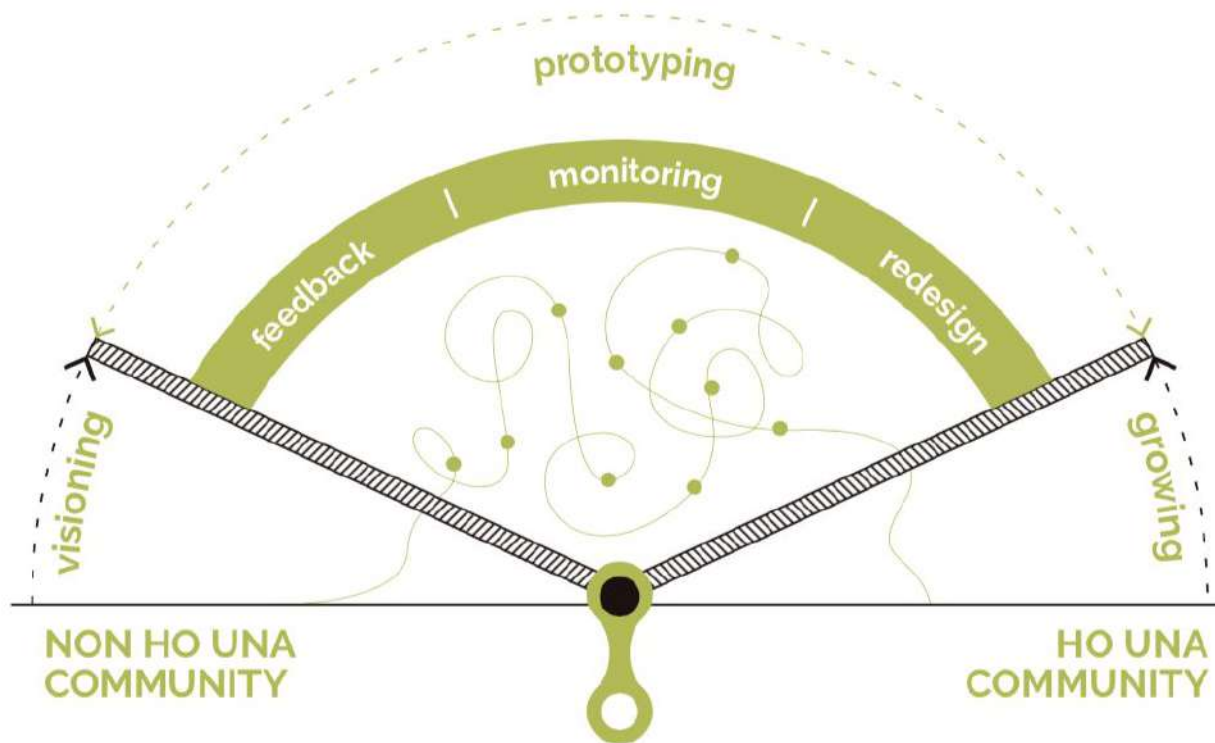 prototyping
monitoring
feedback
redesign
visioning
growing
NON HO UNA
COMMUNITY
HO UNA
COMMUNITY